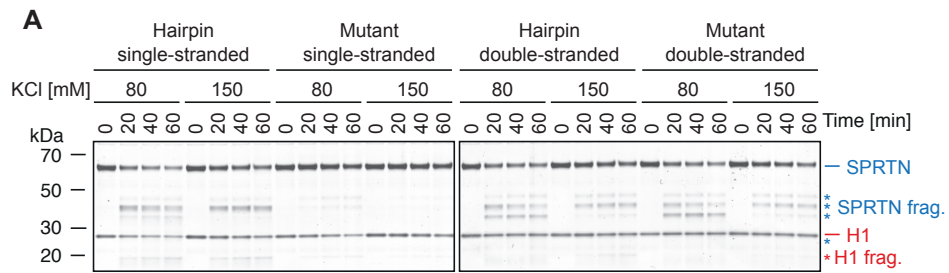 A
Hairpin single-stranded Mutant single-stranded Hairpin double-stranded Mutant double-stranded
KCl [mM] 80 150 80 150 80 150 80 150
0 20 40 60 0 20 40 60 0 20 40 60 0 20 40 60 0 20 40 60 0 20 40 60 0 20 40 60 0 20 40 60 Time [min]
kDa
70
SPRTN
50
* * * SPRTN frag.
30
H1
*
20
* H1 frag.